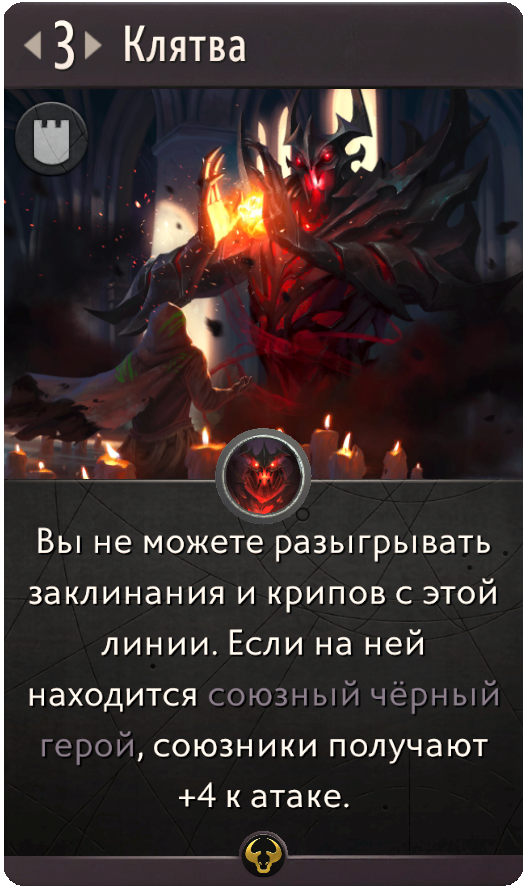 3 Клятва
Вы не можете разыгрывать
заклинания и крипов с этой
линии. Если на ней
находится союзный чёрный
герой, союзники получают
+4 к атаке.